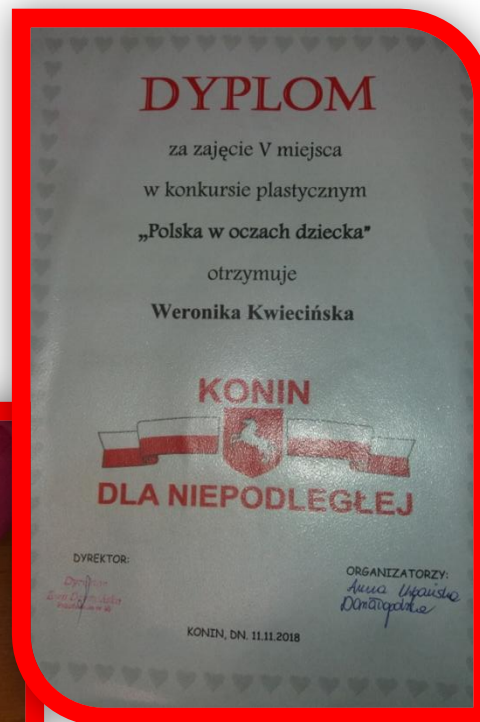 DYPLOM
za zajęcie V miejsca
w konkursie plastycznym
„Polska w oczach dziecka"
otrzymuje
Weronika Kwiecińska
KONIN
DLA NIEPODLEGŁEJ
DYREKTOR:
ORGANIZATORZY:
Anna
KONIN, DN. 11.11.2018